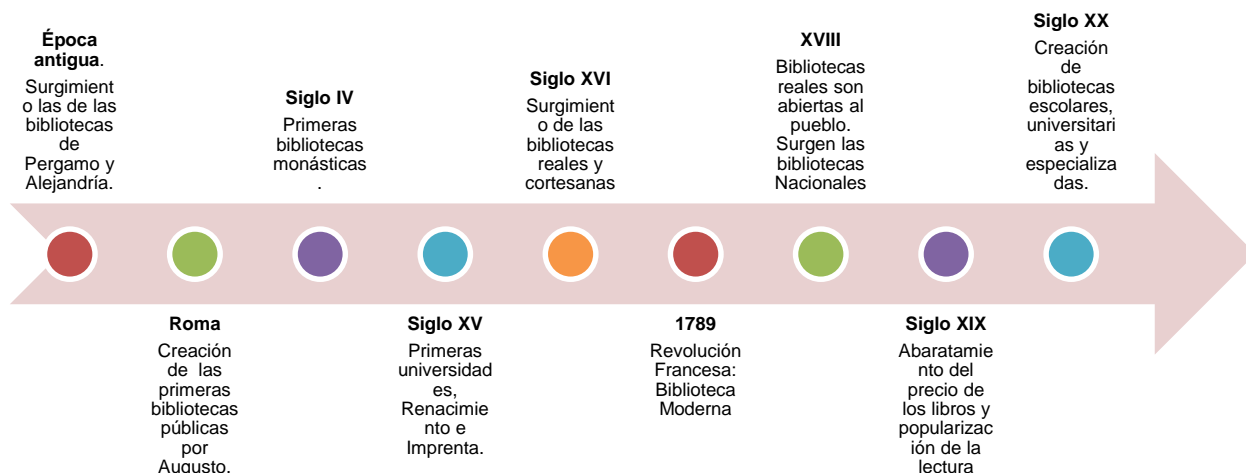 Época
antigua.
Surgimient
o las de las
bibliotecas
de
Pergamo y
Alejandría.
Roma
Creación
de las
primeras
bibliotecas
públicas
por
Augusto.
Siglo IV
Primeras
bibliotecas
monásticas
.
Siglo XV
Primeras
universidad
es,
Renacimie
nto e
Imprenta.
Siglo XVI
Surgimient
o de las
bibliotecas
reales y
cortesanas
1789
Revolución
Francesa:
Biblioteca
Moderna
XVIII
Bibliotecas
reales son
abiertas al
pueblo.
Surgen las
bibliotecas
Nacionales
Siglo XIX
Abaratamie
nto del
precio de
los libros y
popularizac
ión de la
lectura
Siglo XX
Creación
de
bibliotecas
escolares,
universitari
as y
especializa
das.